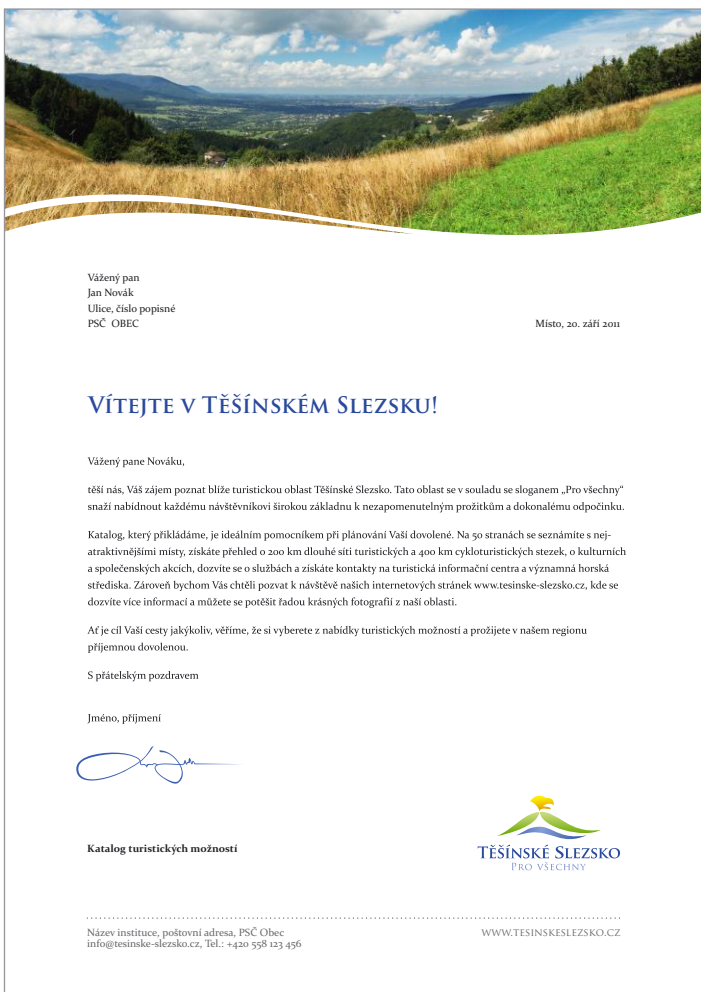 Vážený pan
Jan Novák
Ulice, číslo popisné
PSČ OBEC
Místo, 20. září 2011
Vítejte v Těšínském Slezsku!
Vážený pane Nováku,
těší nás, Váš zájem poznat blíže turistickou oblast Těšínské Slezsko. Tato oblast se v souladu se sloganem „Pro všechny“
snaží nabídnout každému návštěvníkovi širokou základnu k nezapomenutelným prožitkům a dokonalému odpočinku.
Katalog, který přikládáme, je ideálním pomocníkem při plánování Vaší dovolené. Na 50 stranách se seznámíte s nej-
atraktivnějšími místy, získáte přehled o 200 km dlouhé síti turistických a 400 km cykloturistických stezek, o kulturních
a společenských akcích, dozvíte se o službách a získáte kontakty na turistická informační centra a významná horská
střediska. Zároveň bychom Vás chtěli pozvat k návštěvě našich internetových stránek www.tesinske-slezsko.cz, kde se
dozvíte více informací a můžete se potěšit řadou krásných fotografií z naší oblasti.
Ať je cíl Vaší cesty jakýkoliv, věříme, že si vyberete z nabídky turistických možností a prožijete v našem regionu
příjemnou dovolenou.
S přátelským pozdravem
Jméno, příjmení
Katalog turistických možností
Těšínské Slezsko
Pro všechny
Název instituce, poštovní adresa, PSČ Obec
info@tesinske-slezsko.cz, Tel.: +420 558 123 456
www.tesinskeslezsko.cz